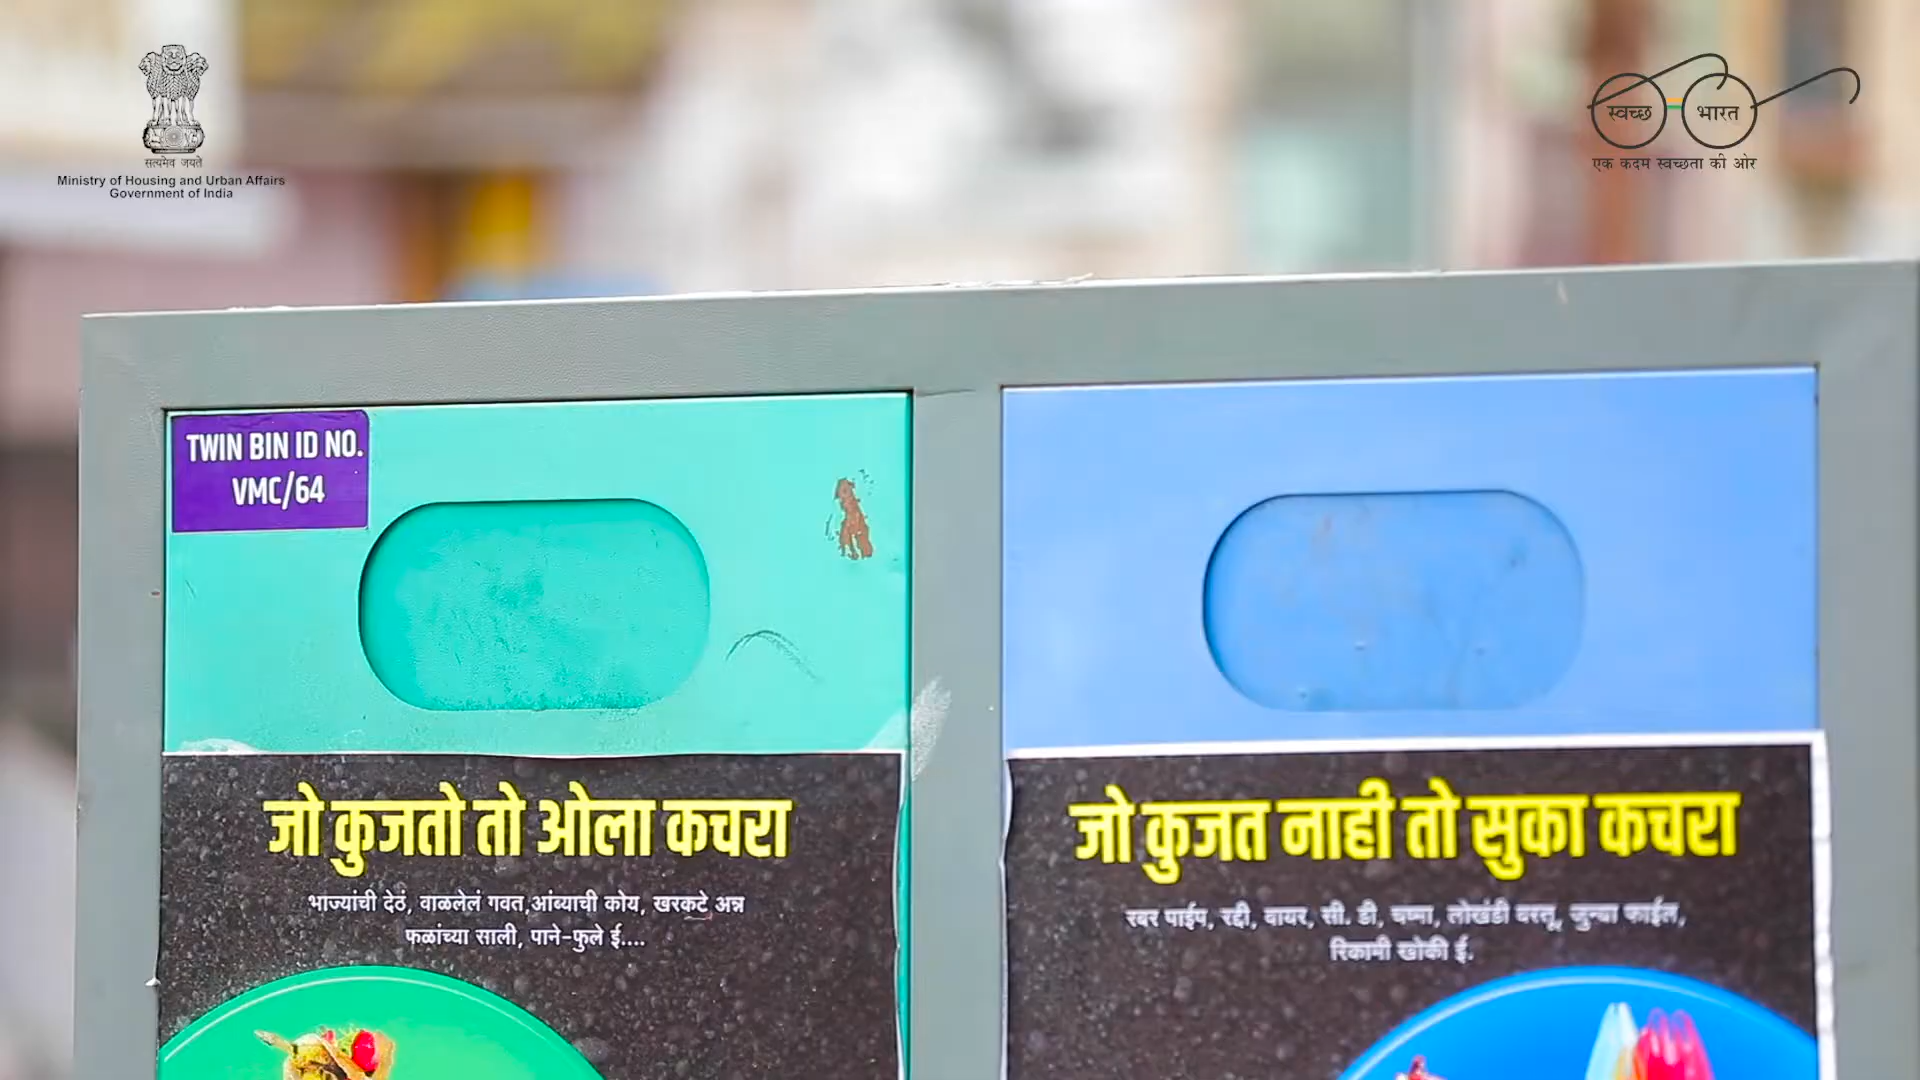 सत्यमेव जयते
Ministry of Housing and Urban Affairs
Government of India
स्वच्छ भारत
एक कदम स्वच्छता की ओर
TWIN BIN ID NO.
VMC/64
जो कुजतो तो ओला कचरा
भाज्यांची देठं, वाळलेलं गवत,आंब्याची कोय, खरकटे अन्न
फळांच्या साली, पाने-फुले ई....
जो कुजत नाही तो सुका कचरा
रबर पाईप, रद्दी, वायर, सी. डी, चष्मा, लोखंडी वस्तू, जुन्या फाईल,
रिकामी खोकी ई.